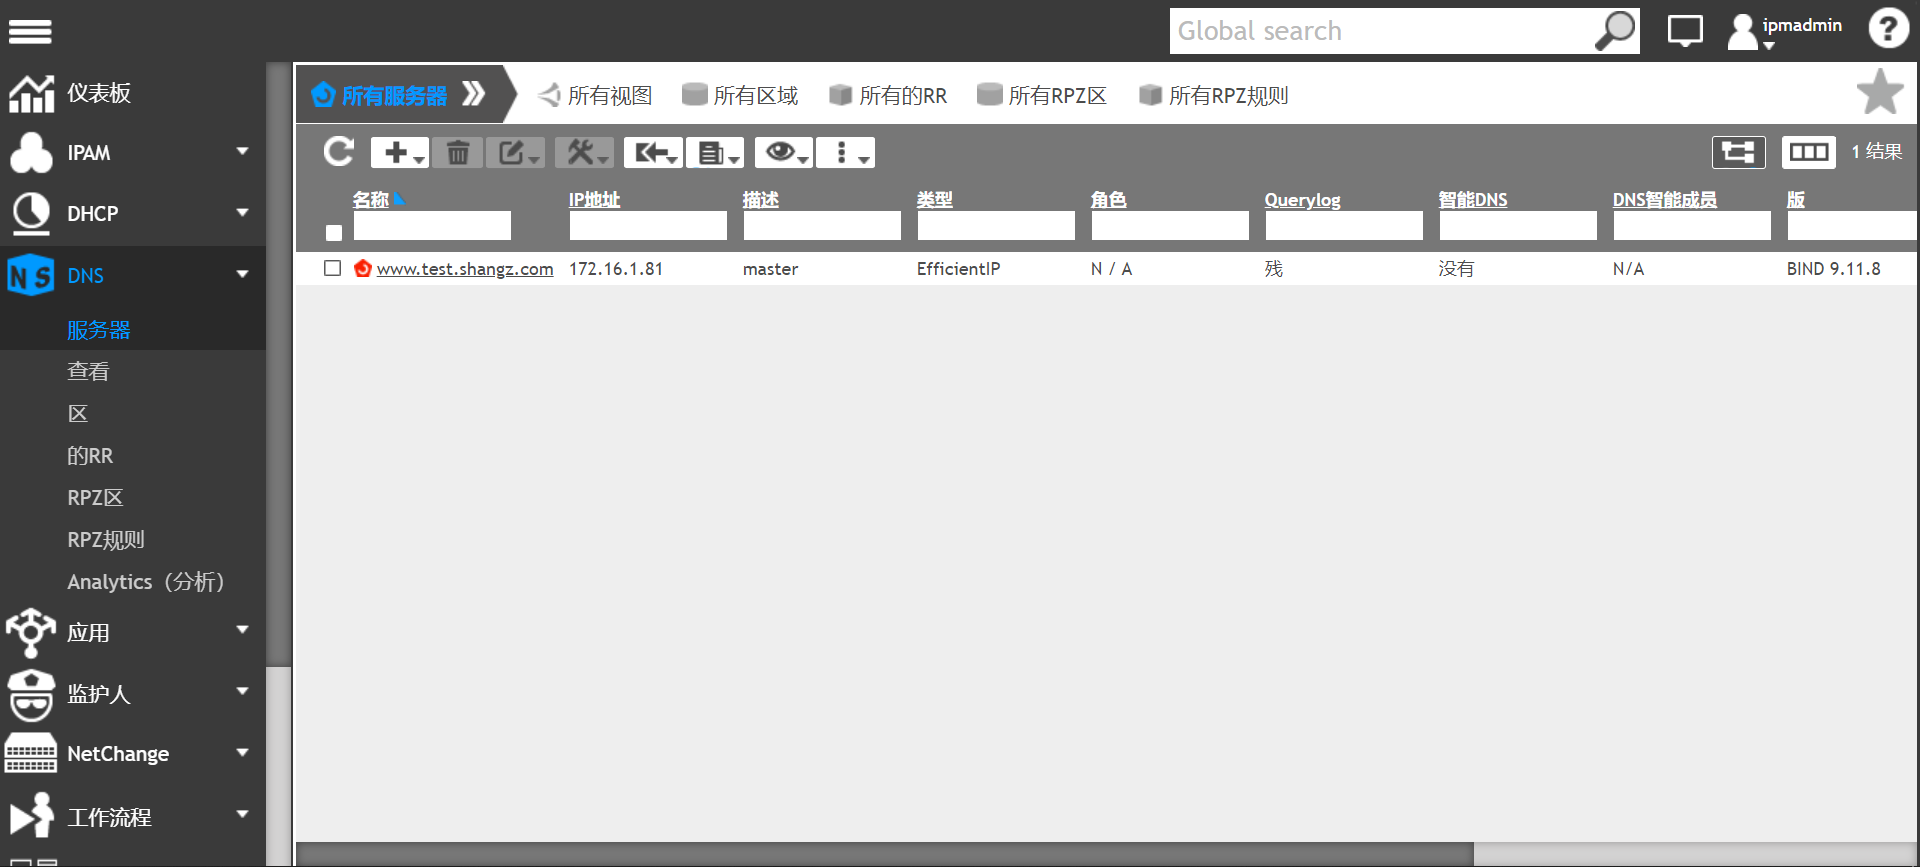 Global search
ipmadmin
?
仪表板
IPAM
DHCP
NS DNS
服务器
查看
区
的RR
RPZ区
RPZ规则
Analytics（分析）
应用
监护人
NetChange
工作流程
所有服务器 所有视图 所有区域 所有的RR 所有RPZ区 所有RPZ规则
1 结果
名称 IP地址 描述 类型 角色 Querylog 智能DNS DNS智能成员 版
www.test.shangz.com 172.16.1.81 master EfficientIP N / A 残 没有 N/A BIND 9.11.8